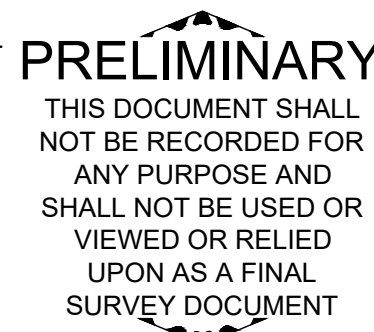 PRELIMINARY
THIS DOCUMENT SHALL
NOT BE RECORDED FOR
ANY PURPOSE AND
SHALL NOT BE USED OR
VIEWED OR RELIED
UPON AS A FINAL
SURVEY DOCUMENT